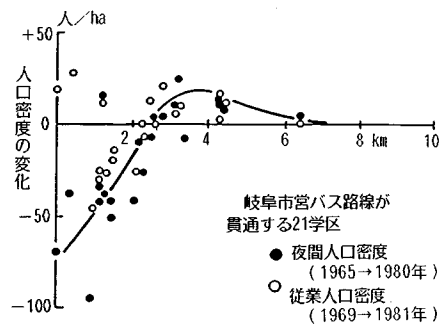 人／ha
+50
人口密度の変化
0
2
4
6
8 km
-50
-100
岐阜市営バス路線が
貫通する21学区
● 夜間人口密度
(1965→1980年)
○ 従業人口密度
(1969→1981年)